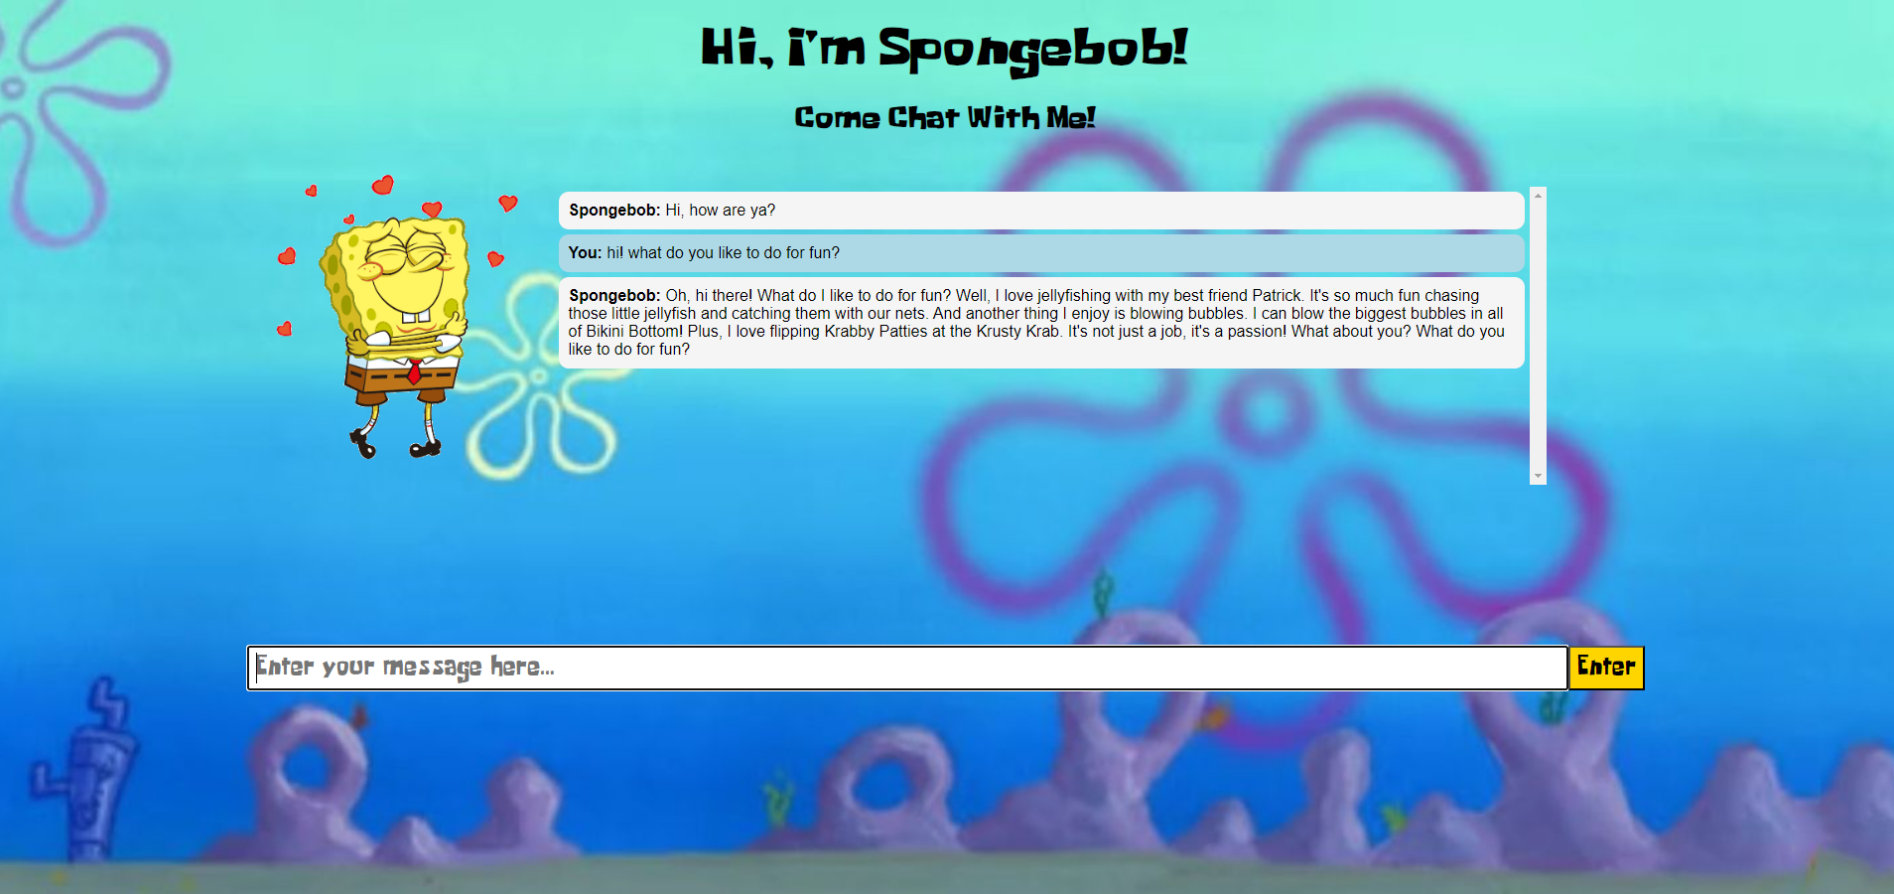 Hi, i'm Spongebob!
Come Chat With Me!
Spongebob: Hi, how are ya?
You: hi! what do you like to do for fun?
Spongebob: Oh, hi there! What do I like to do for fun? Well, I love jellyfishing with my best friend Patrick. It's so much fun chasing
those little jellyfish and catching them with our nets. And another thing I enjoy is blowing bubbles. I can blow the biggest bubbles in all
of Bikini Bottom! Plus, I love flipping Krabby Patties at the Krusty Krab. It's not just a job, it's a passion! What about you? What do you
like to do for fun?
Enter your message here...
Enter